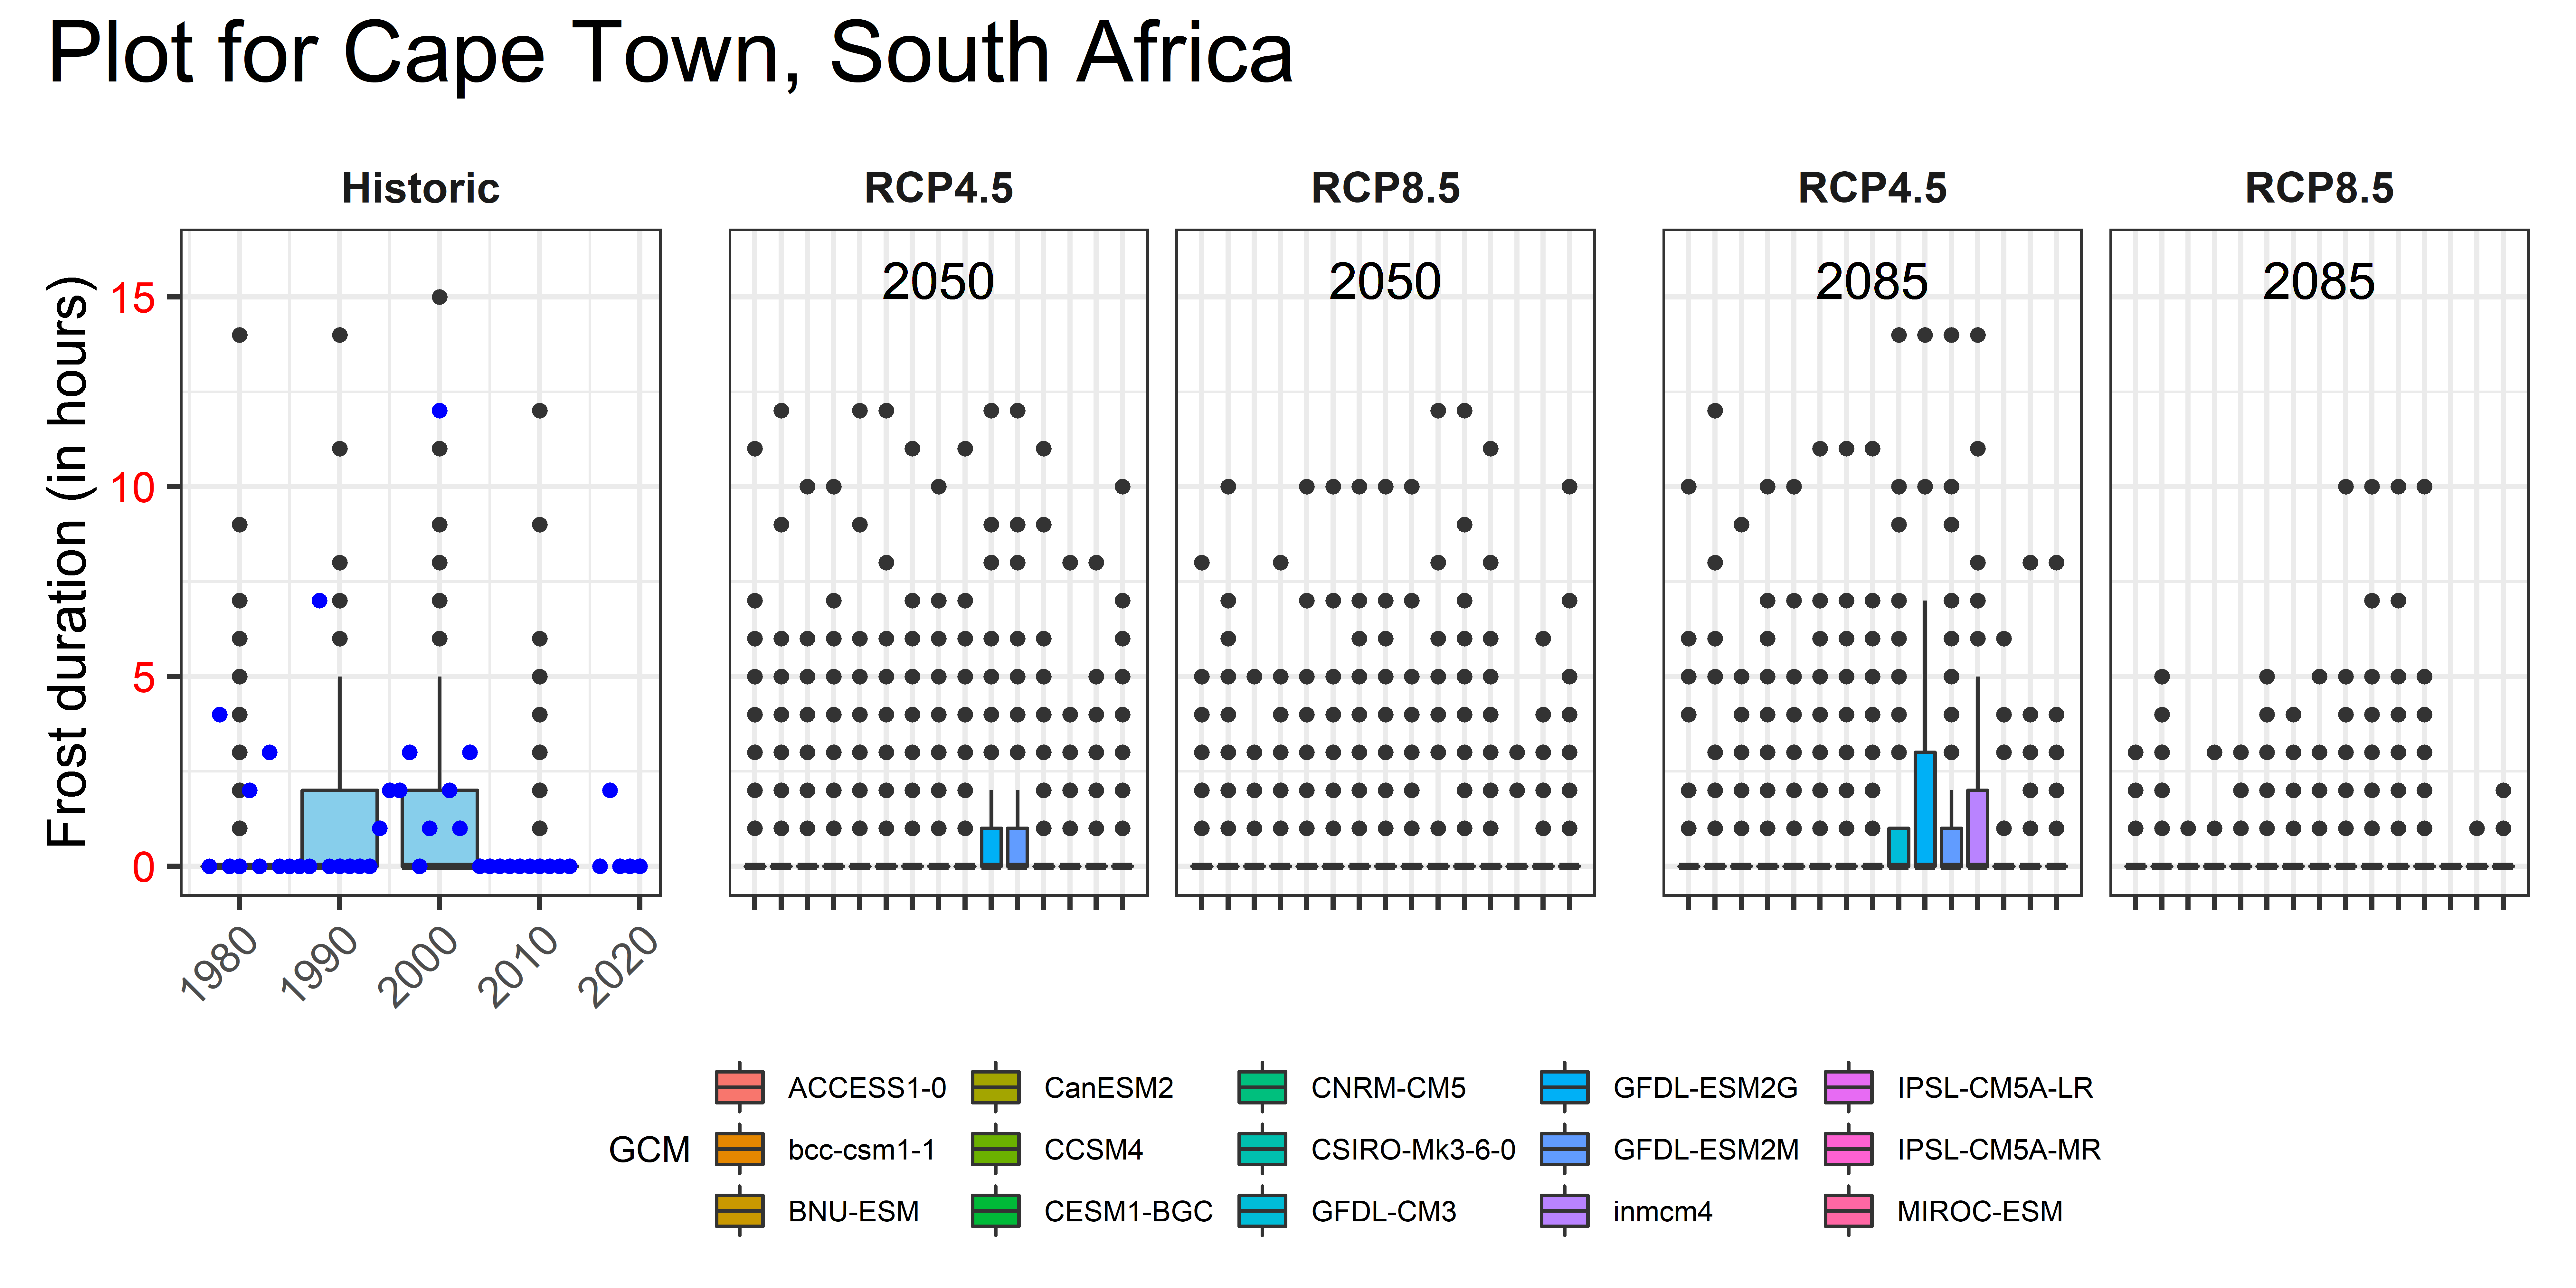 Plot for Cape Town, South Africa
Historic
RCP4.5
RCP8.5
RCP4.5
RCP8.5
2050
2050
2085
2085
Frost duration (in hours)
15
10
5
0
1980
1990
2000
2010
2020
GCM
ACCESS1-0
bcc-csm1-1
BNU-ESM
CanESM2
CCSM4
CESM1-BGC
CNRM-CM5
CSIRO-Mk3-6-0
GFDL-CM3
GFDL-ESM2G
GFDL-ESM2M
inmcm4
IPSL-CM5A-LR
IPSL-CM5A-MR
MIROC-ESM